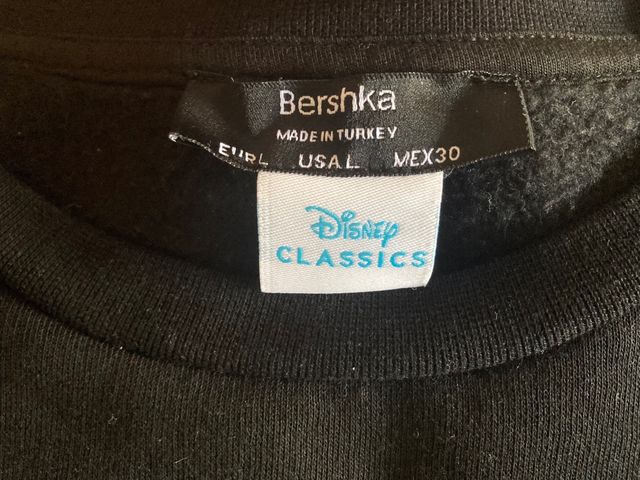 Bershka
MADE IN TURKEY
EUR L USA L MEX30
Disney
CLASSICS